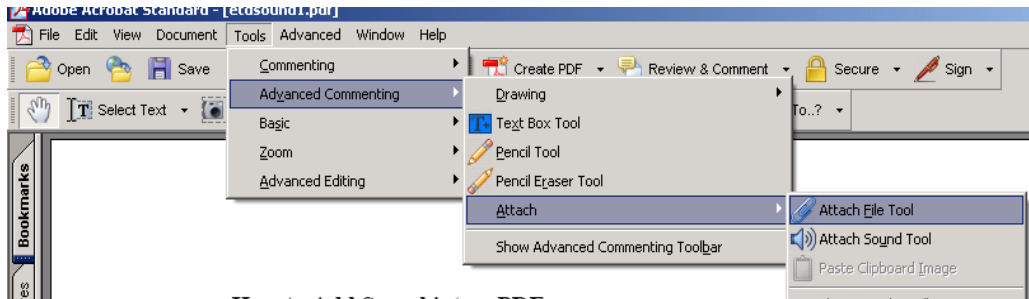 Adobe Acrobat Standard - [etdsound1.pdf]
File Edit View Document Tools Advanced Window Help
Open Save Create PDF Review & Comment Secure Sign
Select Text To..?
Commenting
Advanced Commenting
Basic
Zoom
Advanced Editing
Drawing
Text Box Tool
Pencil Tool
Pencil Eraser Tool
Attach
Show Advanced Commenting Toolbar
Attach File Tool
Attach Sound Tool
Paste Clipboard Image
Bookmarks